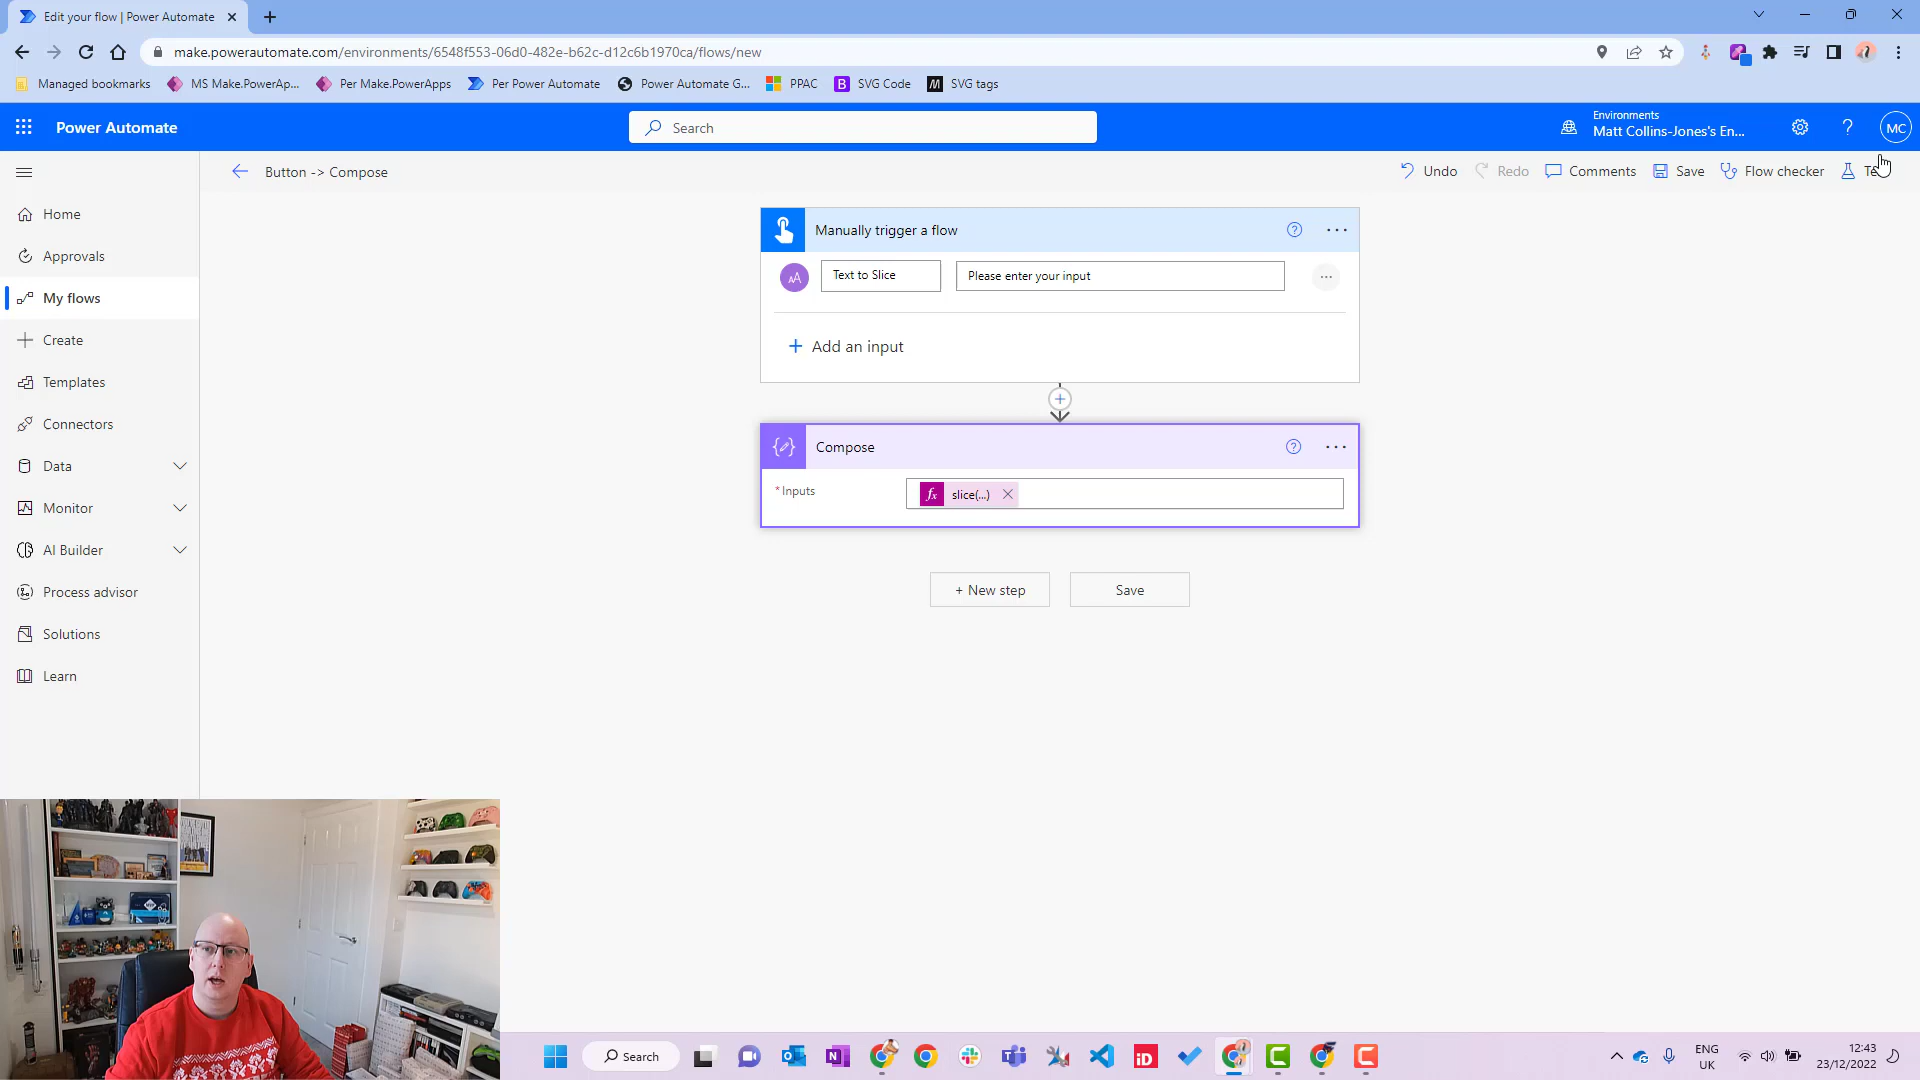 Edit your flow | Power Automate
make.powerautomate.com/environments/6548f553-06d0-482e-b62c-d12c6b1970ca/flows/new
Managed bookmarks
MS Make.PowerAp...
Per Make.PowerApps
Per Power Automate
Power Automate G...
PPAC
B
SVG Code
M
SVG tags
Power Automate
Search
Environments
Matt Collins-Jones's En...
?
MC
Button -> Compose
Undo
Redo
Comments
Save
Flow checker
Home
Approvals
My flows
Create
Templates
Connectors
Data
Monitor
AI Builder
Process advisor
Solutions
Learn
Manually trigger a flow
?
AA
Text to Slice
Please enter your input
+ Add an input
Compose
?
* Inputs
fx slice(...)
+ New step
Save
Search
iD
ENG
UK
12:43
23/12/2022